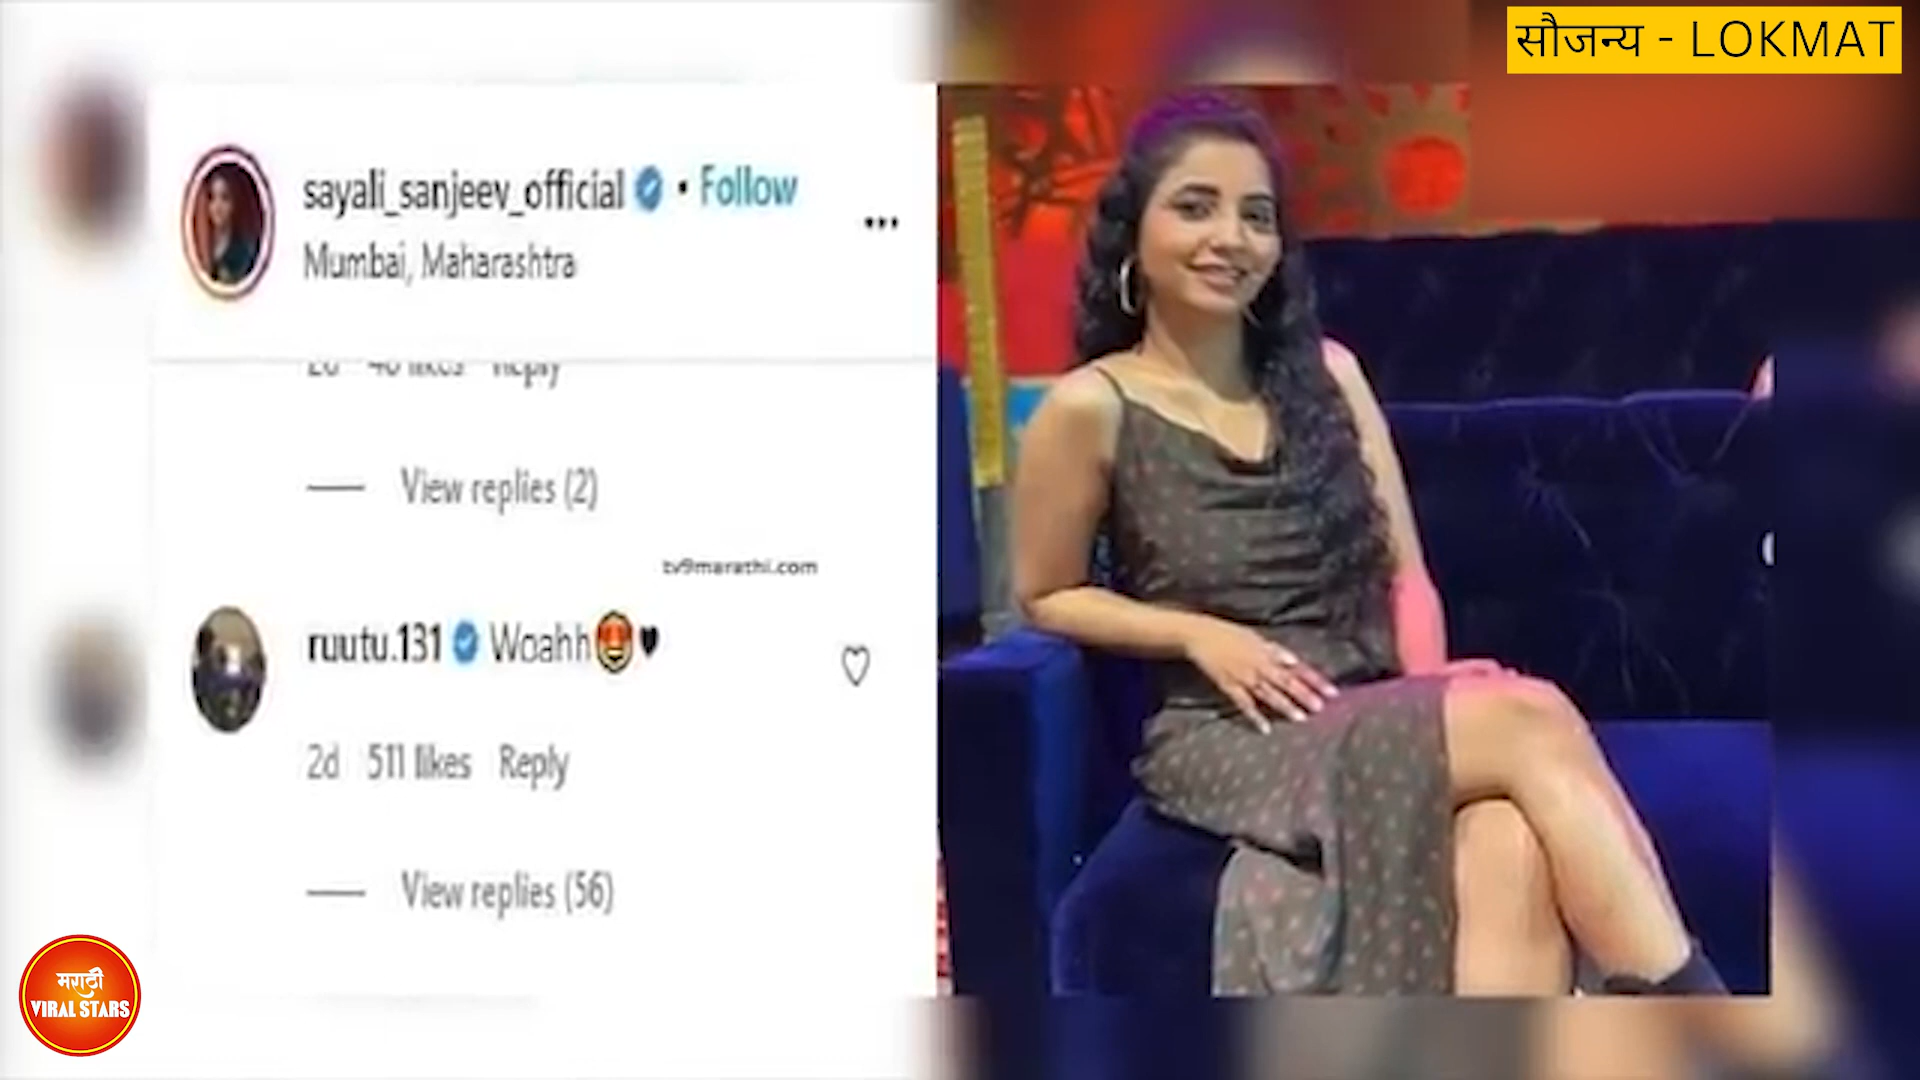 सौजन्य - LOKMAT
sayali_sanjeev_official • Follow
Mumbai, Maharashtra
Reply
View replies (2)
tv9marathi.com
ruutu.131 Woahh😍🖤
2d 511 likes Reply
View replies (56)
मराठी
VIRAL STARS